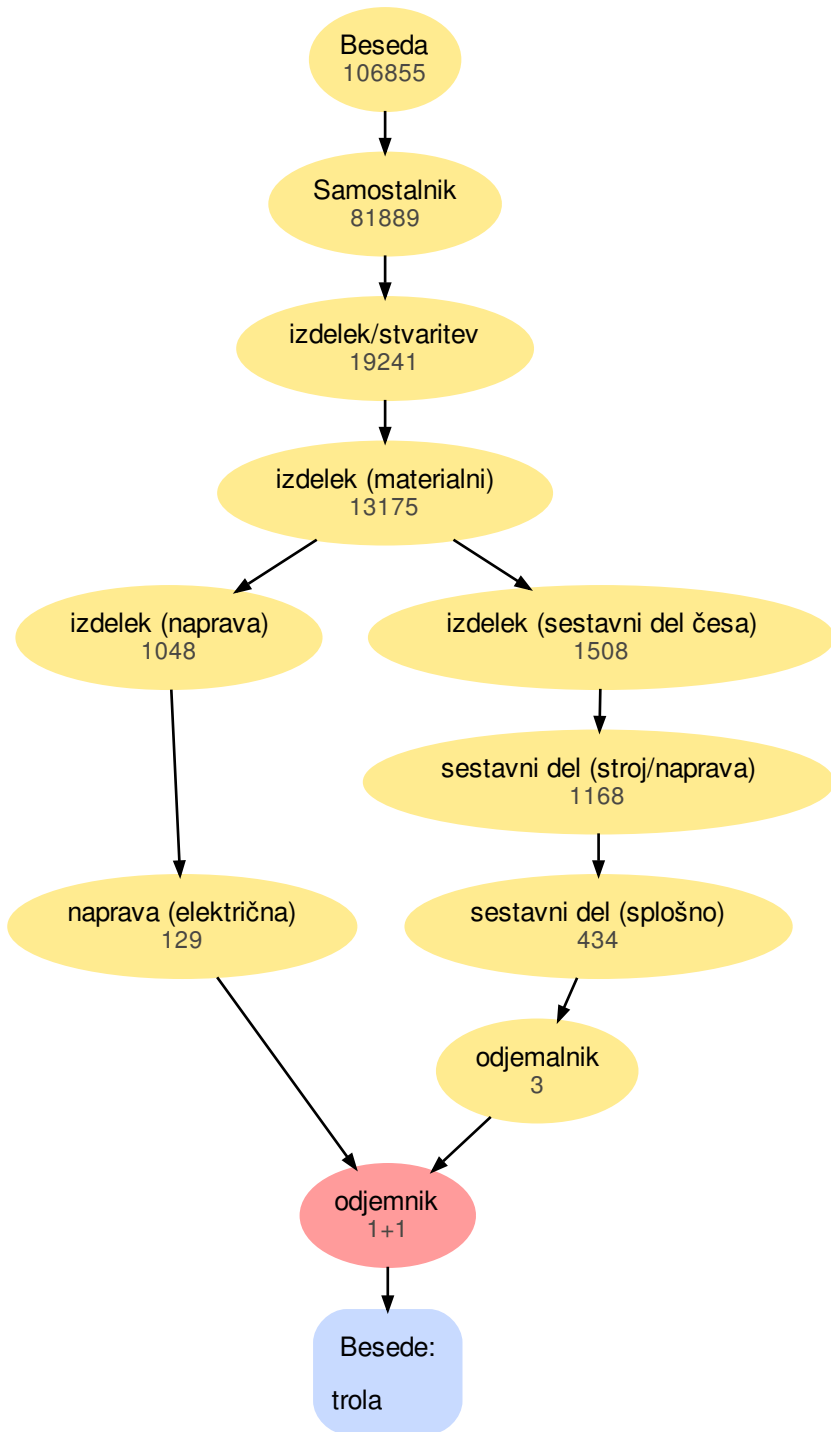 Beseda
106855
Samostalnik
81889
izdelek/stvaritev
19241
izdelek (materialni)
13175
izdelek (naprava)
1048
izdelek (sestavni del česa)
1508
sestavni del (stroj/naprava)
1168
naprava (električna)
129
sestavni del (splošno)
434
odjemalnik
3
odjemnik
1+1
Besede:
trola